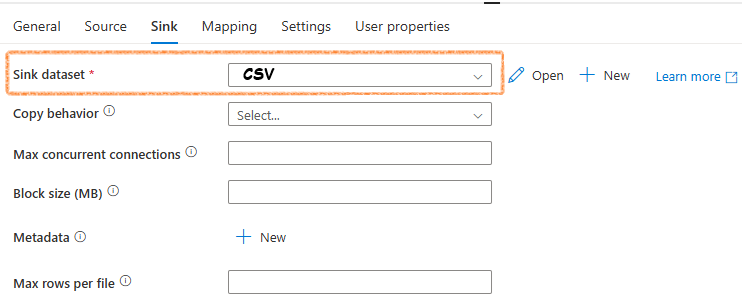 General Source Sink Mapping Settings User properties
Sink dataset * CSV Open New Learn more
Copy behavior Select...
Max concurrent connections
Block size (MB)
Metadata New
Max rows per file